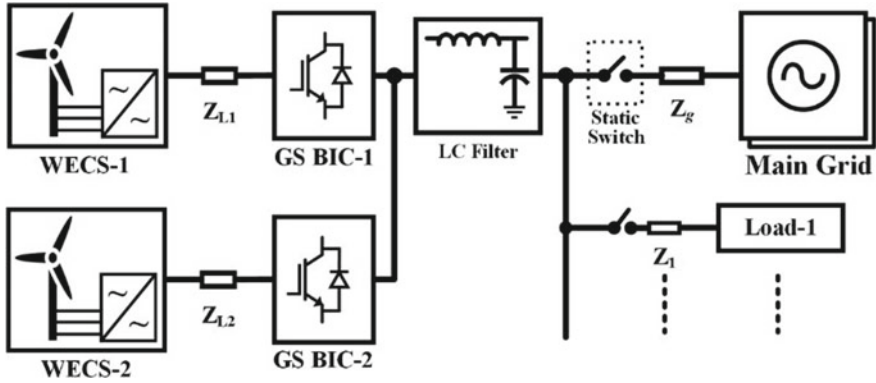 WECS-1
Z_L1
GS BIC-1
LC Filter
Static
Switch
Z_g
Main Grid
WECS-2
Z_L2
GS BIC-2
Z_1
Load-1